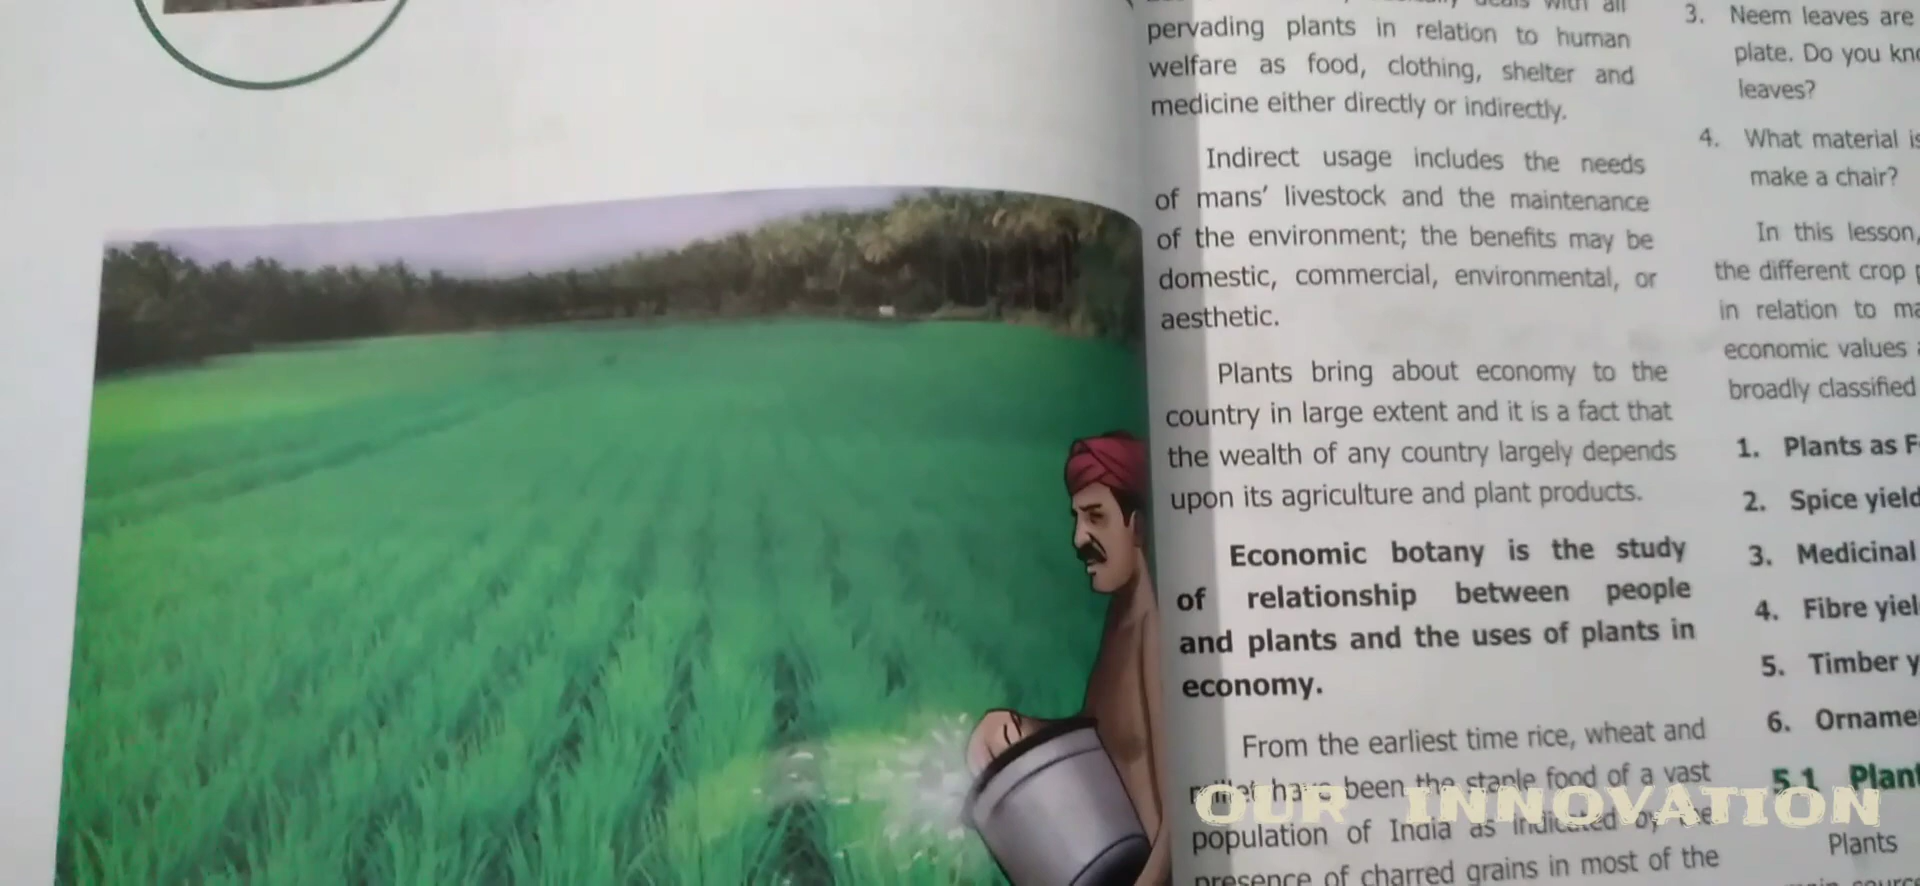 deals with all
pervading plants in relation to human
welfare as food, clothing, shelter and
medicine either directly or indirectly.
Indirect usage includes the needs
of mans' livestock and the maintenance
of the environment; the benefits may be
domestic, commercial, environmental, or
aesthetic.
Plants bring about economy to the
country in large extent and it is a fact that
the wealth of any country largely depends
upon its agriculture and plant products.
Economic botany is the study
of relationship between people
and plants and the uses of plants in
economy.
From the earliest time rice, wheat and
have been the staple food of a vast
population of India as indicated by
presence of charred grains in most of the
3. Neem leaves are
plate. Do you
leaves?
4. What material
make a chair?
In this lesson,
the different crop
in relation to
economic values
broadly classified
1. Plants as
2. Spice
3. Medicinal
4. Fibre
5. Timber
6.
5.1
Plants
OUR INNOVATION